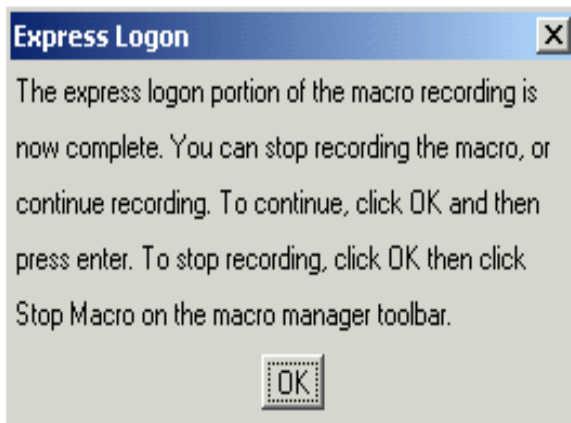 Express Logon
The express logon portion of the macro recording is
now complete. You can stop recording the macro, or
continue recording. To continue, click OK and then
press enter. To stop recording, click OK then click
Stop Macro on the macro manager toolbar.
OK